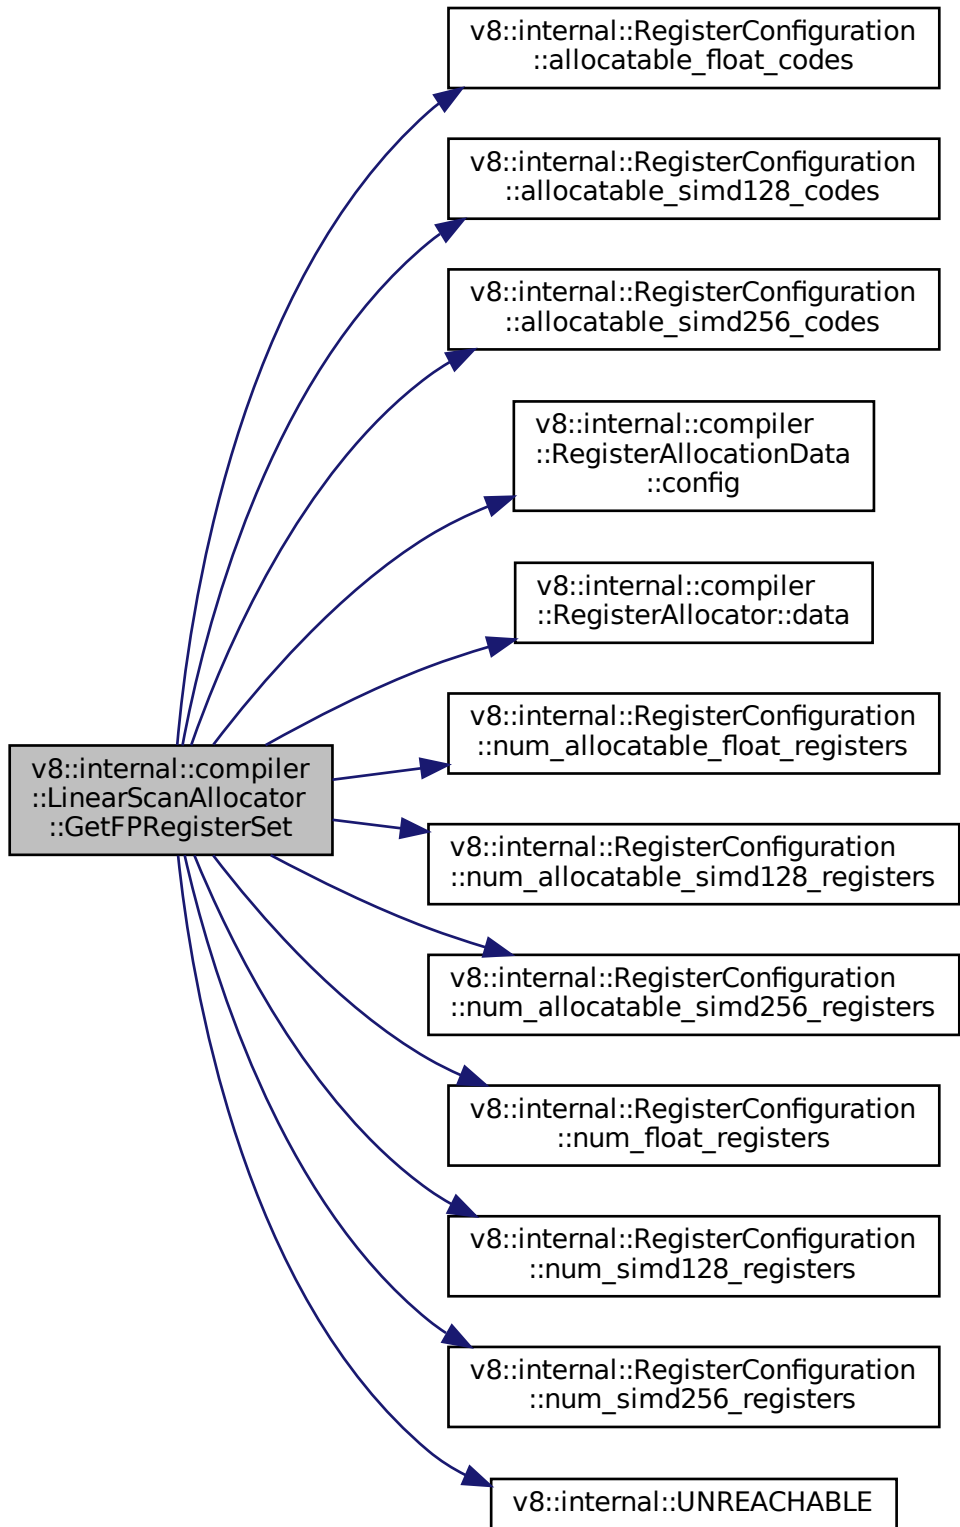 v8::internal::RegisterConfiguration
::allocatable_float_codes
v8::internal::RegisterConfiguration
::allocatable_simd128_codes
v8::internal::RegisterConfiguration
::allocatable_simd256_codes
v8::internal::compiler
::RegisterAllocationData
::config
v8::internal::compiler
::RegisterAllocator::data
v8::internal::RegisterConfiguration
::num_allocatable_float_registers
v8::internal::compiler
::LinearScanAllocator
::GetFPRegisterSet
v8::internal::RegisterConfiguration
::num_allocatable_simd128_registers
v8::internal::RegisterConfiguration
::num_allocatable_simd256_registers
v8::internal::RegisterConfiguration
::num_float_registers
v8::internal::RegisterConfiguration
::num_simd128_registers
v8::internal::RegisterConfiguration
::num_simd256_registers
v8::internal::UNREACHABLE